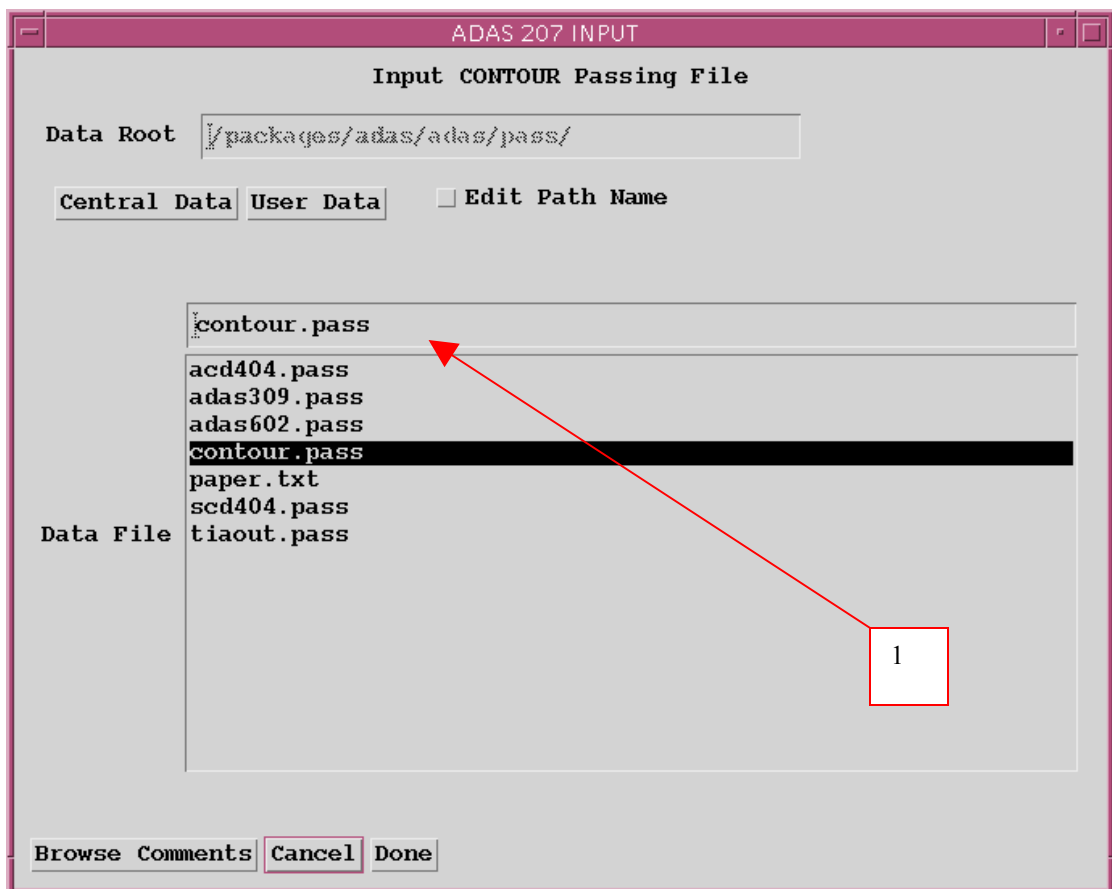 ADAS 207 INPUT
Input CONTOUR Passing File
Data Root /packages/adas/adas/pass/
Central Data User Data Edit Path Name
contour.pass
acd404.pass
adas309.pass
adas602.pass
contour.pass
paper.txt
scd404.pass
Data File tiaout.pass
1
Browse Comments Cancel Done